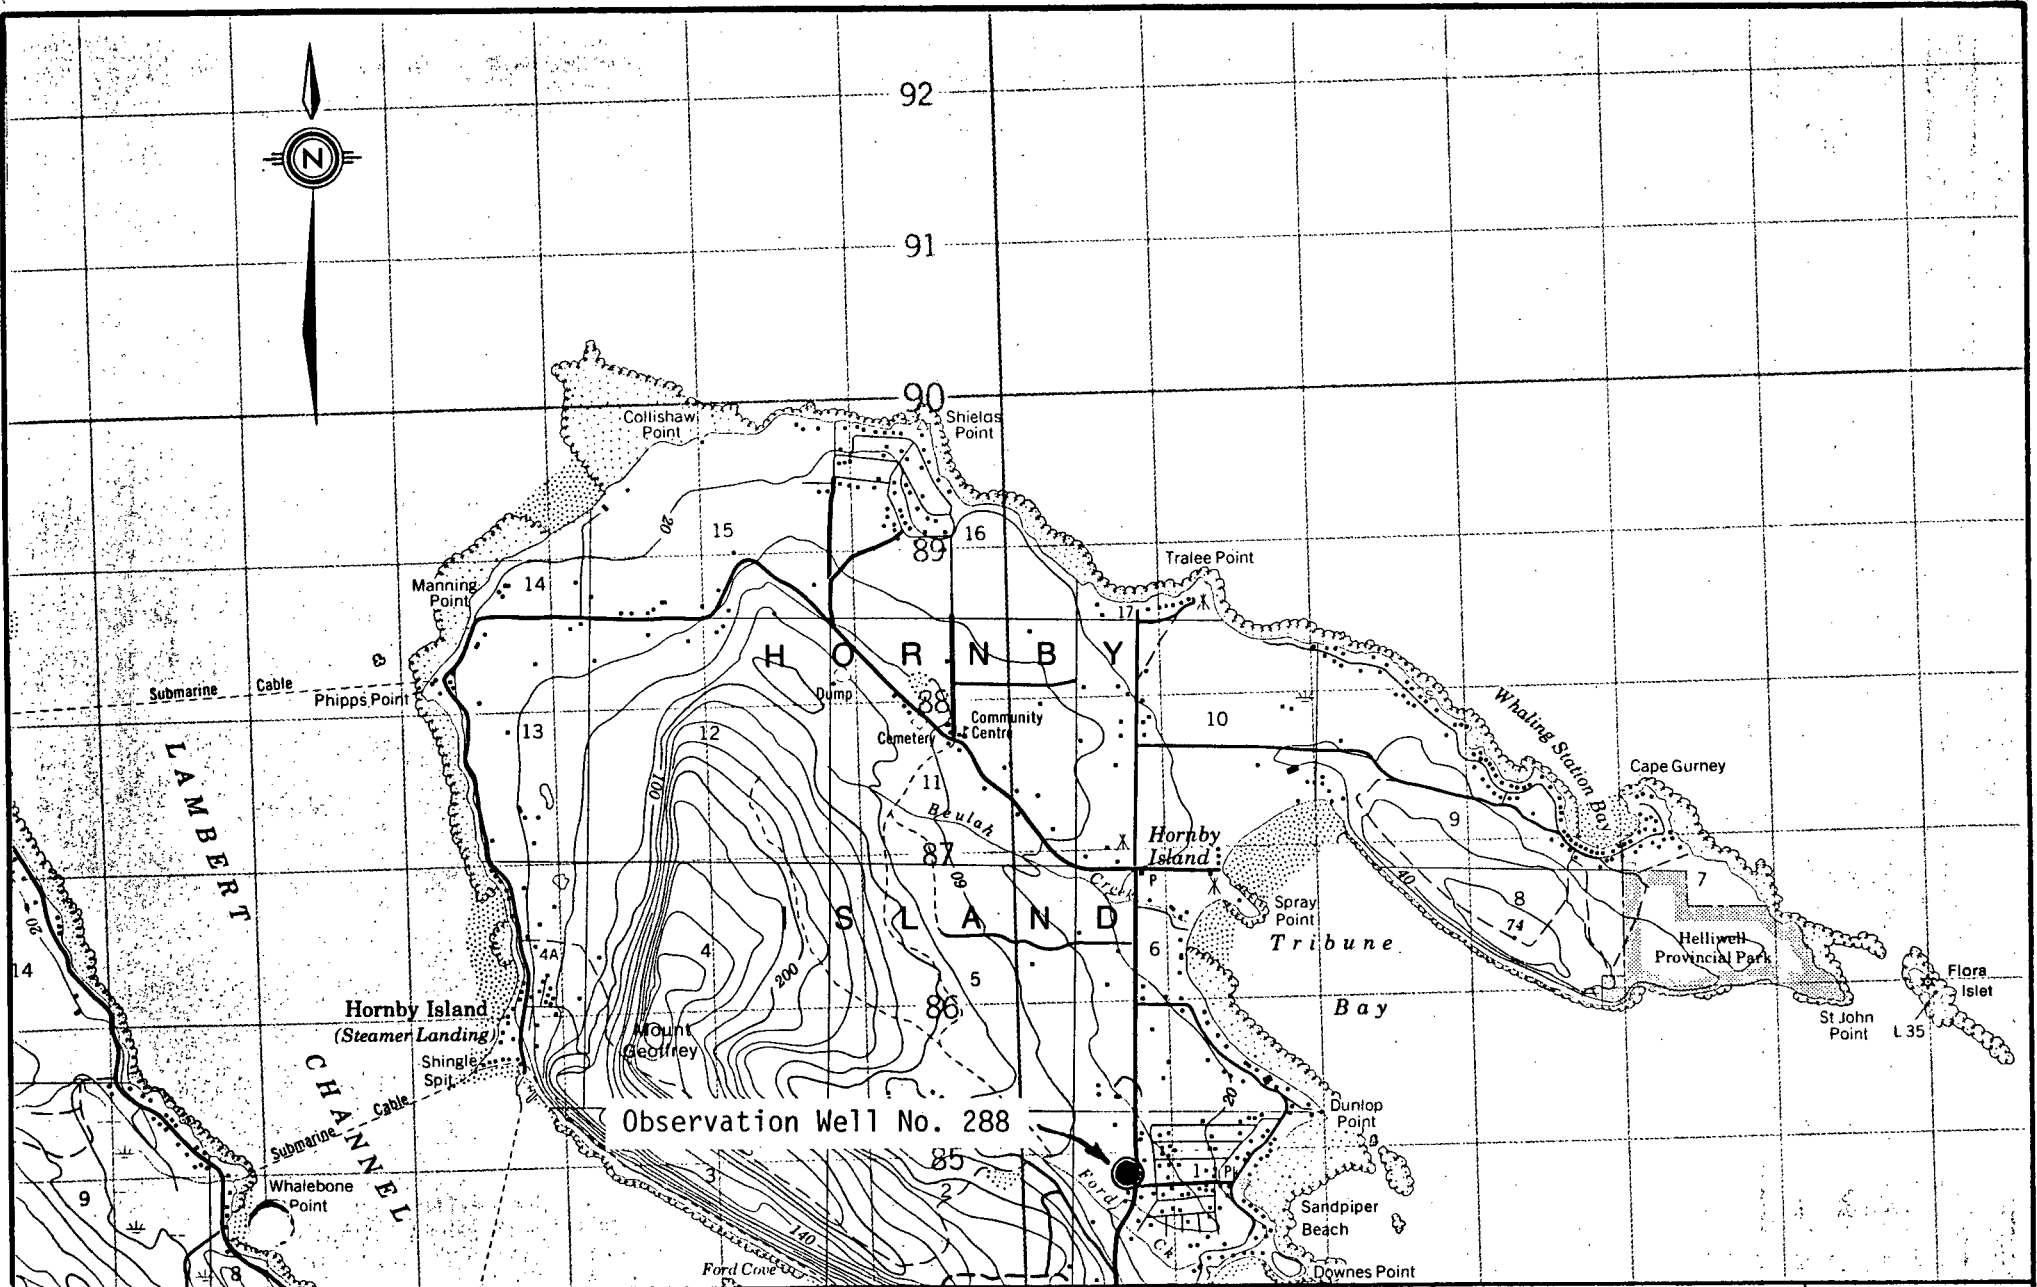 92
N
91
90
Collishaw
Point
Shields
Point
20
15
16
89
Tralee Point
Manning
Point
14
17
HORNBY
Submarine Cable
Phipps Point
Dump
88
Community
Centre
Cemetery
10
13
12
Whaling Station Bay
LAMBERT
100
11
Cape Gurney
Beulah
9
Hornby
Island
87
60
40
7
Creek
P
8
Spray
Point
ISLAND
74
20
Tribune
Helliwell
Provincial Park
4A
4
6
14
200
5
Flora
Islet
Hornby Island
(Steamer Landing)
86
Bay
St John
Point
L 35
Mount
Geoffrey
Shingle
Spit
CHANNEL
Cable
20
Dunlop
Point
Observation Well No. 288
Submarine
85
1
P
Whalebone
Point
9
3
2
Ford
Sandpiper
Beach
140
Ck
Ford Cove
8
Downes Point